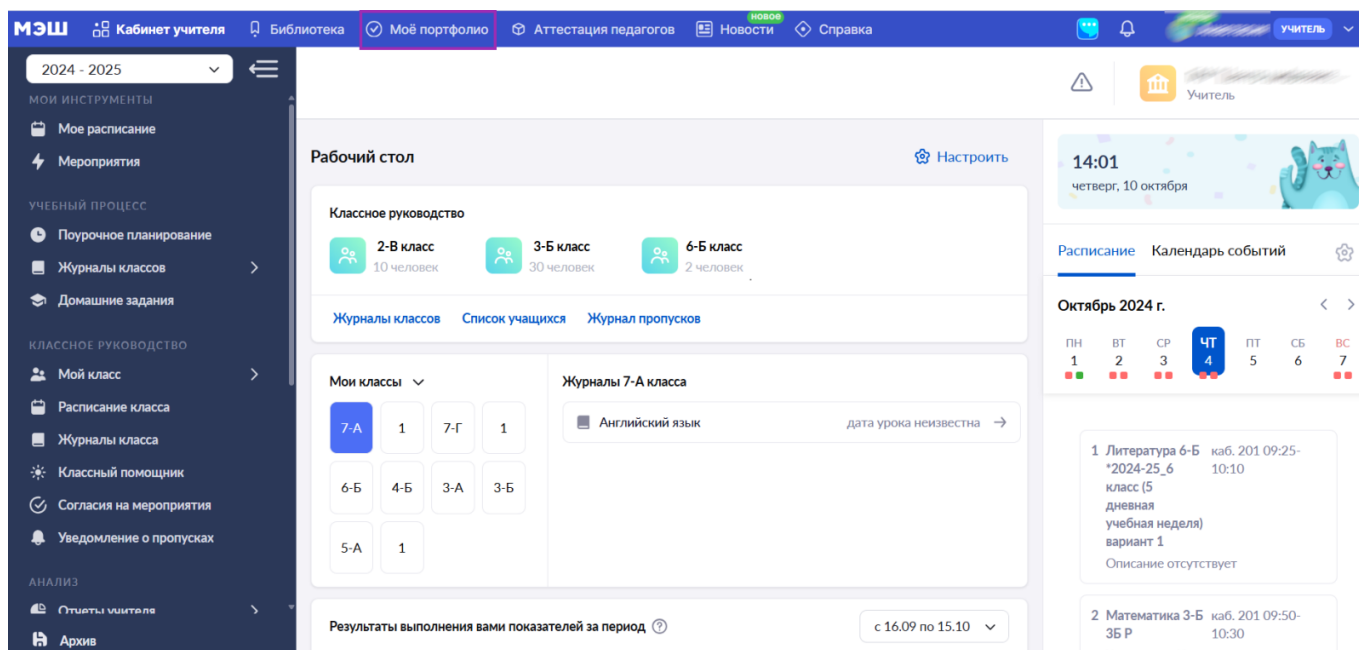 МЭШ Кабинет учителя Библиотека Моё портфолио Аттестация педагогов Новости НОВОЕ Справка УЧИТЕЛЬ
2024 - 2025
МОИ ИНСТРУМЕНТЫ
Мое расписание
Мероприятия
УЧЕБНЫЙ ПРОЦЕСС
Поурочное планирование
Журналы классов
Домашние задания
КЛАССНОЕ РУКОВОДСТВО
Мой класс
Расписание класса
Журналы класса
Классный помощник
Согласия на мероприятия
Уведомление о пропусках
АНАЛИЗ
Отчеты учителя
Архив
Учитель
Рабочий стол
Настроить
Классное руководство
2-В класс
10 человек
3-Б класс
30 человек
6-Б класс
2 человек
Журналы классов Список учащихся Журнал пропусков
Мои классы
7-А 1 7-Г 1
6-Б 4-Б 3-А 3-Б
5-А 1
Журналы 7-А класса
Английский язык дата урока неизвестна
Результаты выполнения вами показателей за период
с 16.09 по 15.10
14:01
четверг, 10 октября
Расписание Календарь событий
Октябрь 2024 г.
ПН ВТ СР ЧТ ПТ СБ ВС
1 2 3 4 5 6 7
1 Литература 6-Б каб. 201 09:25-
*2024-25_6 10:10
класс (5
дневная
учебная неделя)
вариант 1
Описание отсутствует
2 Математика 3-Б каб. 201 09:50-
3Б Р 10:30